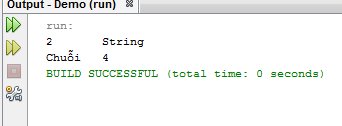 Output - Demo (run)
run:
2 String
Chuỗi 4
BUILD SUCCESSFUL (total time: 0 seconds)